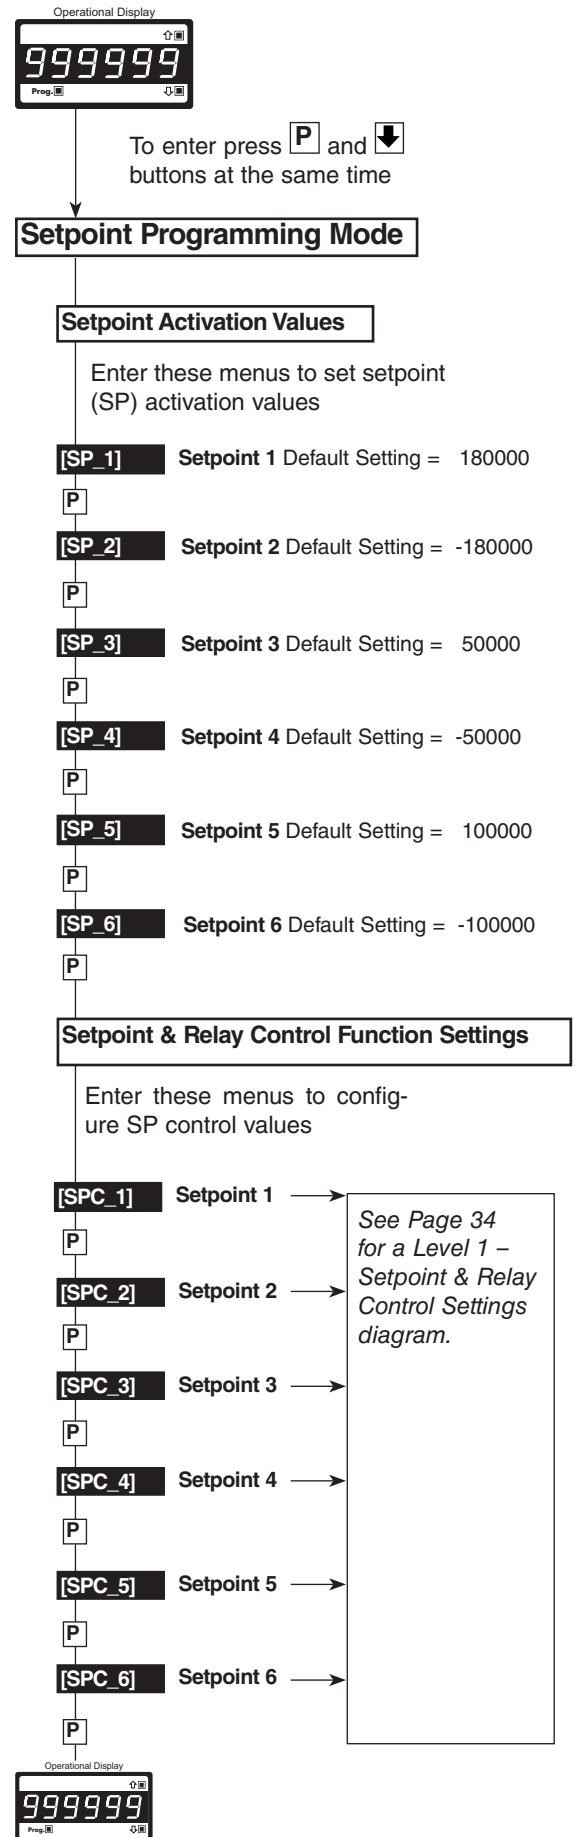 Operational Display
999999
Prog.
To enter press P and
buttons at the same time
Setpoint Programming Mode
Setpoint Activation Values
Enter these menus to set setpoint
(SP) activation values
[SP_1] Setpoint 1 Default Setting = 180000
P
[SP_2] Setpoint 2 Default Setting = -180000
P
[SP_3] Setpoint 3 Default Setting = 50000
P
[SP_4] Setpoint 4 Default Setting = -50000
P
[SP_5] Setpoint 5 Default Setting = 100000
P
[SP_6] Setpoint 6 Default Setting = -100000
P
Setpoint & Relay Control Function Settings
Enter these menus to config-
ure SP control values
[SPC_1] Setpoint 1
See Page 34
for a Level 1 –
Setpoint & Relay
Control Settings
diagram.
P
[SPC_2] Setpoint 2
P
[SPC_3] Setpoint 3
P
[SPC_4] Setpoint 4
P
[SPC_5] Setpoint 5
P
[SPC_6] Setpoint 6
P
Operational Display
999999
Prog.